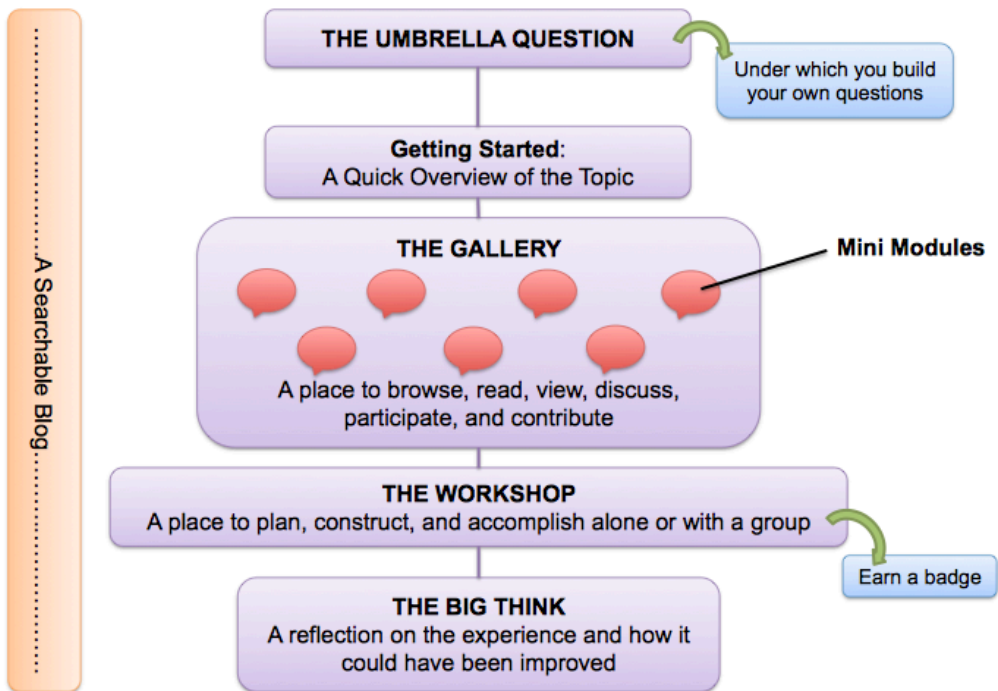 THE UMBRELLA QUESTION
Under which you build
your own questions
Getting Started:
A Quick Overview of the Topic
THE GALLERY
Mini Modules
A place to browse, read, view, discuss,
participate, and contribute
THE WORKSHOP
A place to plan, construct, and accomplish alone or with a group
Earn a badge
THE BIG THINK
A reflection on the experience and how it
could have been improved
A Searchable Blog